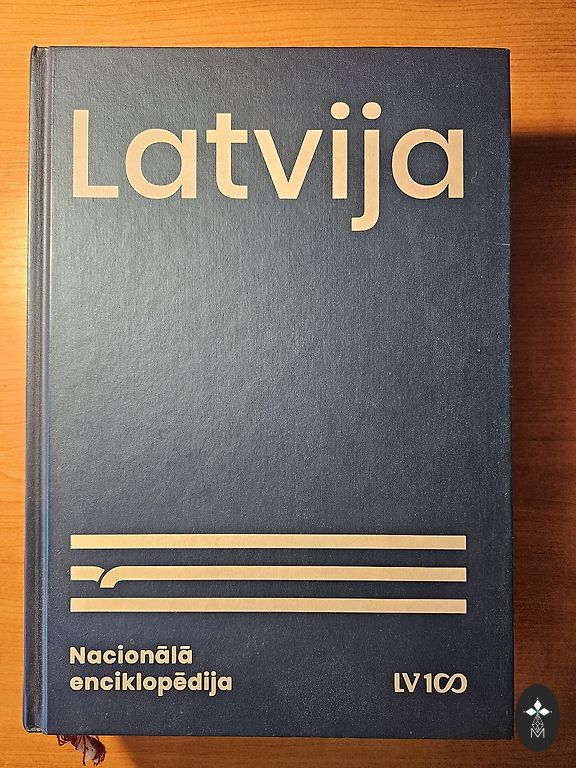 Latvija
Nacionālā
enciklopēdija
LV100
M